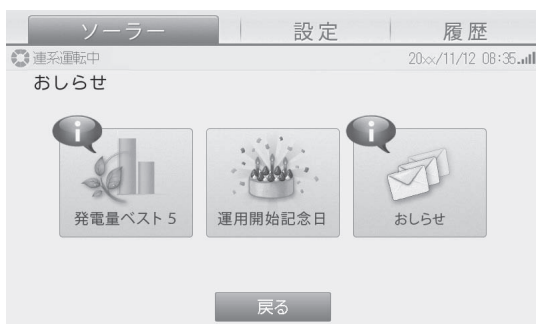 ソーラー 設定 履歴
連系運転中 20xx/11/12 08:35
おしらせ
発電量ベスト5 運用開始記念日 おしらせ
戻る